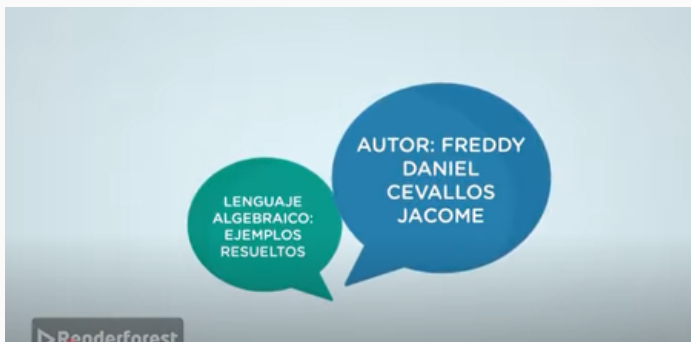 LENGUAJE
ALGEBRAICO:
EJEMPLOS
RESUELTOS
AUTOR: FREDDY
DANIEL
CEVALLOS
JACOME
Renderforest